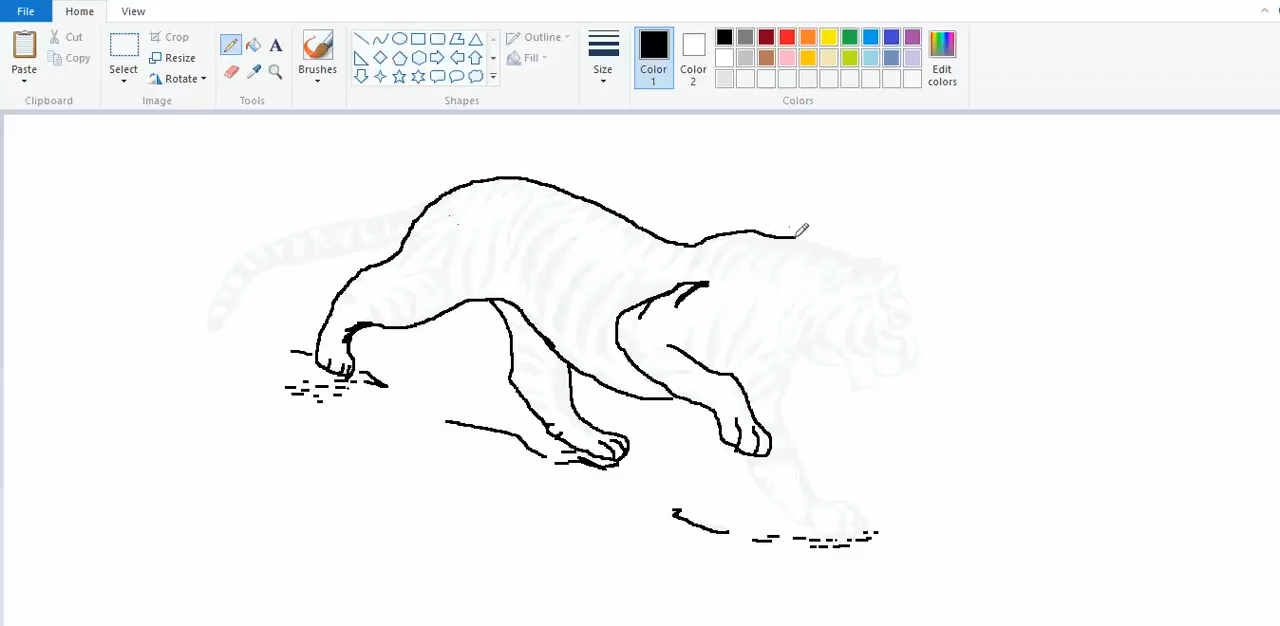 File Home View
Paste Cut Copy Clipboard
Select Crop Resize Rotate Image
A Tools
Brushes
Outline Fill Shapes
Size
Color 1 Color 2 Edit colors Colors